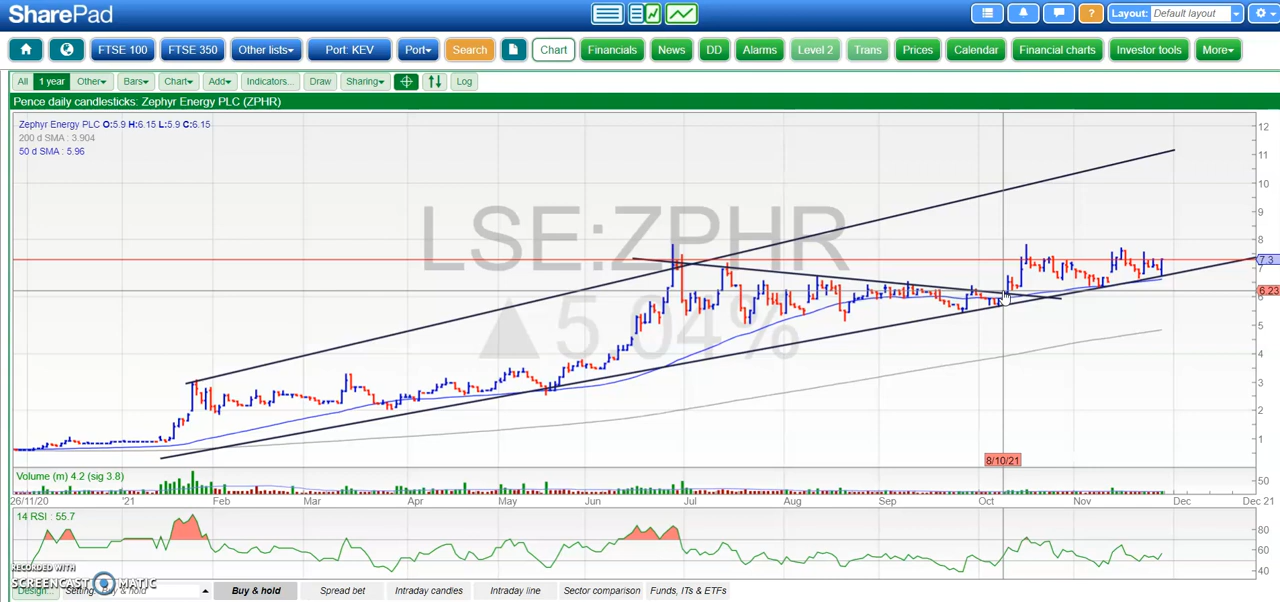 SharePad
Layout: Default layout
FTSE 100 FTSE 350 Other lists Port: KEV Port Search Chart Financials News DD Alarms Level 2 Trans Prices Calendar Financial charts Investor tools More
All 1 year Other Bars Chart Add Indicators... Draw Sharing Log
Pence daily candlesticks: Zephyr Energy PLC (ZPHR)
Zephyr Energy PLC O:5.9 H:6.15 L:5.9 C:6.15
200 d SMA : 3.904
50 d SMA : 5.96
LSE:ZPHR
5.04%
12
11
10
9
8
7.3
6.23
5
4
3
2
1
8/10/21
Volume (m) 4.2 (sig 3.8)
50
26/11/20 '21 Feb Mar Apr May Jun Jul Aug Sep Oct Nov Dec Dec 21
14 RSI : 55.7
80
60
40
RECORDED WITH
SCREENCAST MATIC
Design... Setting: Buy & hold Buy & hold Spread bet Intraday candles Intraday line Sector comparison Funds, ITs & ETFs